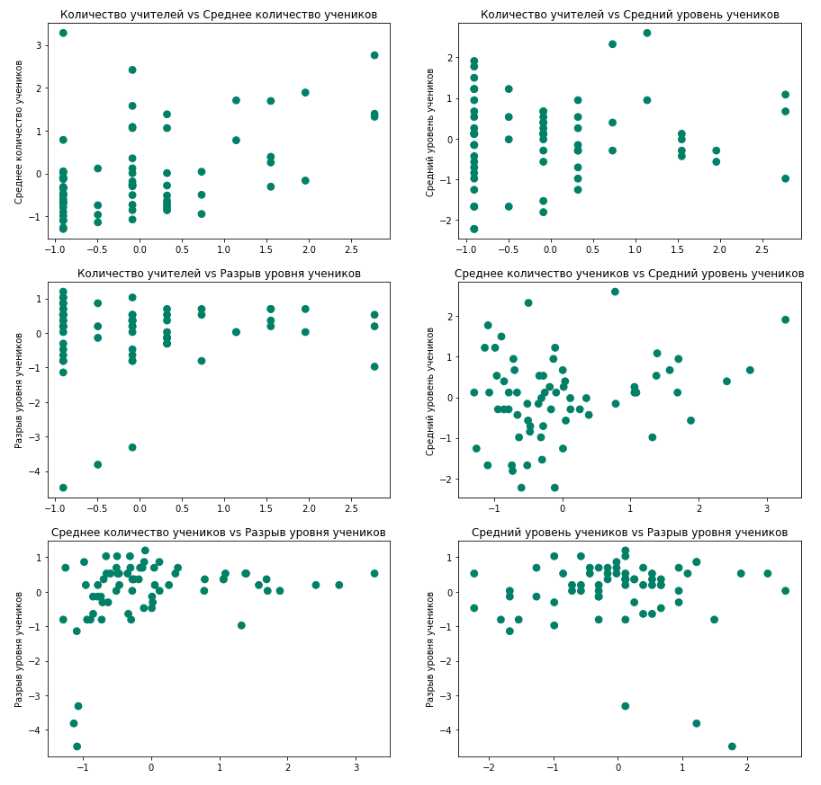 Количество учителей vs Среднее количество учеников
Среднее количество учеников
3
2
1
0
−1
−1.0 −0.5 0.0 0.5 1.0 1.5 2.0 2.5
Количество учителей vs Средний уровень учеников
Средний уровень учеников
2
1
0
−1
−2
−1.0 −0.5 0.0 0.5 1.0 1.5 2.0 2.5
Количество учителей vs Разрыв уровня учеников
Разрыв уровня учеников
1
0
−1
−2
−3
−4
−1.0 −0.5 0.0 0.5 1.0 1.5 2.0 2.5
Среднее количество учеников vs Средний уровень учеников
Средний уровень учеников
2
1
0
−1
−2
−1 0 1 2 3
Среднее количество учеников vs Разрыв уровня учеников
Разрыв уровня учеников
1
0
−1
−2
−3
−4
−1 0 1 2 3
Средний уровень учеников vs Разрыв уровня учеников
Разрыв уровня учеников
1
0
−1
−2
−3
−4
−2 −1 0 1 2